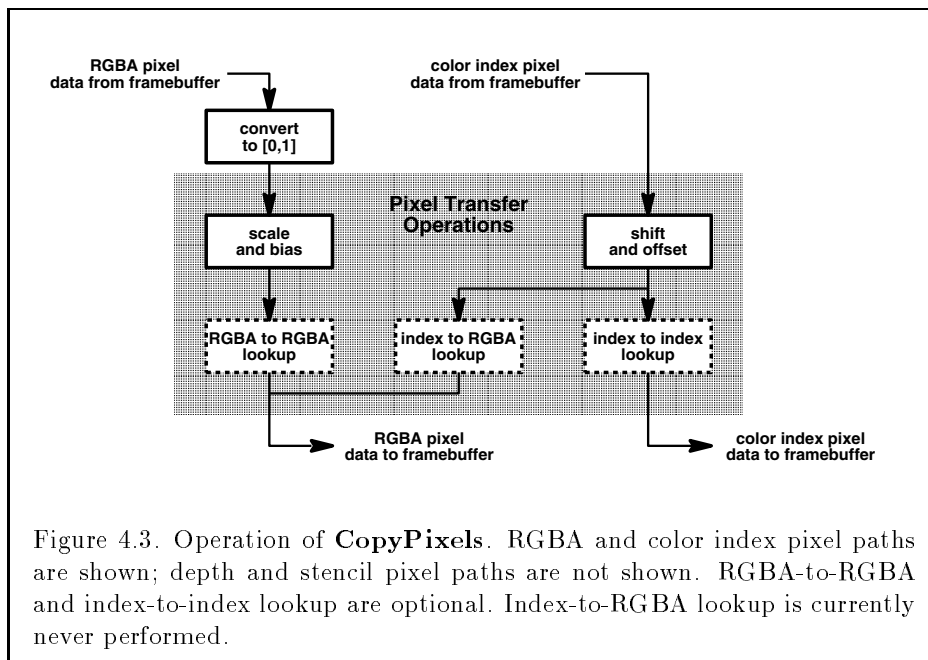 RGBA pixel
data from framebuffer
color index pixel
data from framebuffer
convert
to [0,1]
Pixel Transfer
Operations
scale
and bias
shift
and offset
RGBA to RGBA
lookup
index to RGBA
lookup
index to index
lookup
RGBA pixel
data to framebuffer
color index pixel
data to framebuffer
Figure 4.3. Operation of CopyPixels. RGBA and color index pixel paths
are shown; depth and stencil pixel paths are not shown. RGBA-to-RGBA
and index-to-index lookup are optional. Index-to-RGBA lookup is currently
never performed.